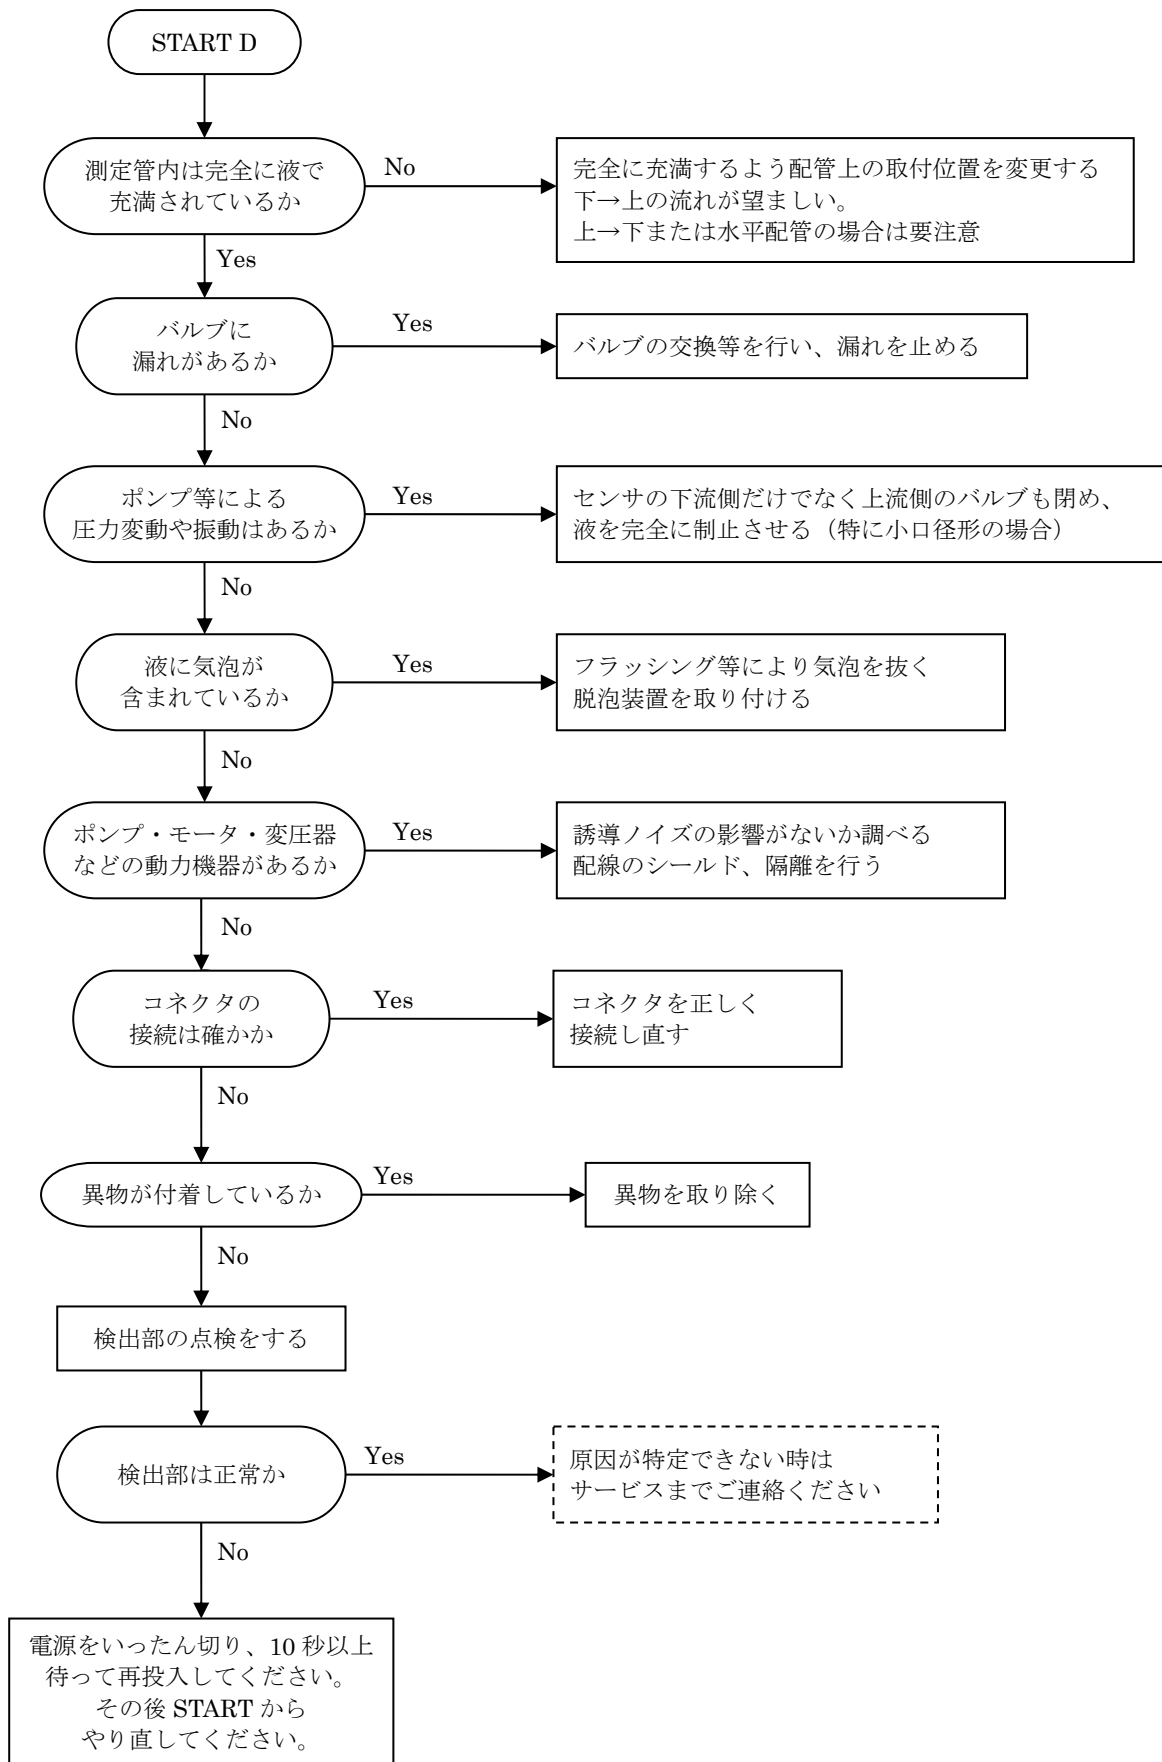 START D
測定管内は完全に液で
充満されているか
No
完全に充満するよう配管上の取付位置を変更する
下→上の流れが望ましい。
上→下または水平配管の場合は要注意
Yes
バルブに
漏れがあるか
Yes
バルブの交換等を行い、漏れを止める
No
ポンプ等による
圧力変動や振動はあるか
Yes
センサの下流側だけでなく上流側のバルブも閉め、
液を完全に制止させる（特に小口径形の場合）
No
液に気泡が
含まれているか
Yes
フラッシング等により気泡を抜く
脱泡装置を取り付ける
No
ポンプ・モータ・変圧器
などの動力機器があるか
Yes
誘導ノイズの影響がないか調べる
配線のシールド、隔離を行う
No
コネクタの
接続は確かか
Yes
コネクタを正しく
接続し直す
No
異物が付着しているか
Yes
異物を取り除く
No
検出部の点検をする
検出部は正常か
Yes
原因が特定できない時は
サービスまでご連絡ください
No
電源をいったん切り、10 秒以上
待って再投入してください。
その後 START から
やり直してください。